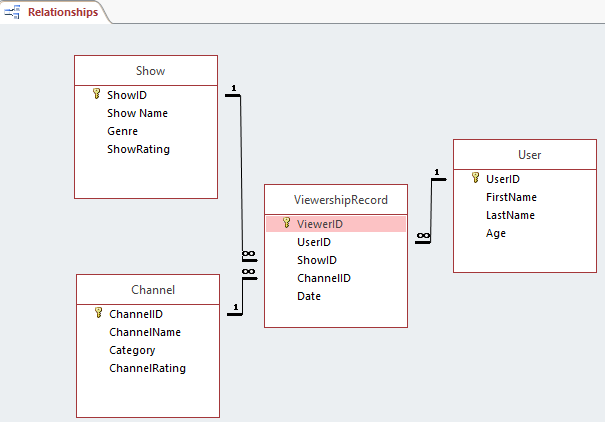 Relationships
Show
ShowID
Show Name
Genre
ShowRating
1
∞
Channel
ChannelID
ChannelName
Category
ChannelRating
1
∞
ViewershipRecord
ViewerID
UserID
ShowID
ChannelID
Date
∞
1
User
UserID
FirstName
LastName
Age